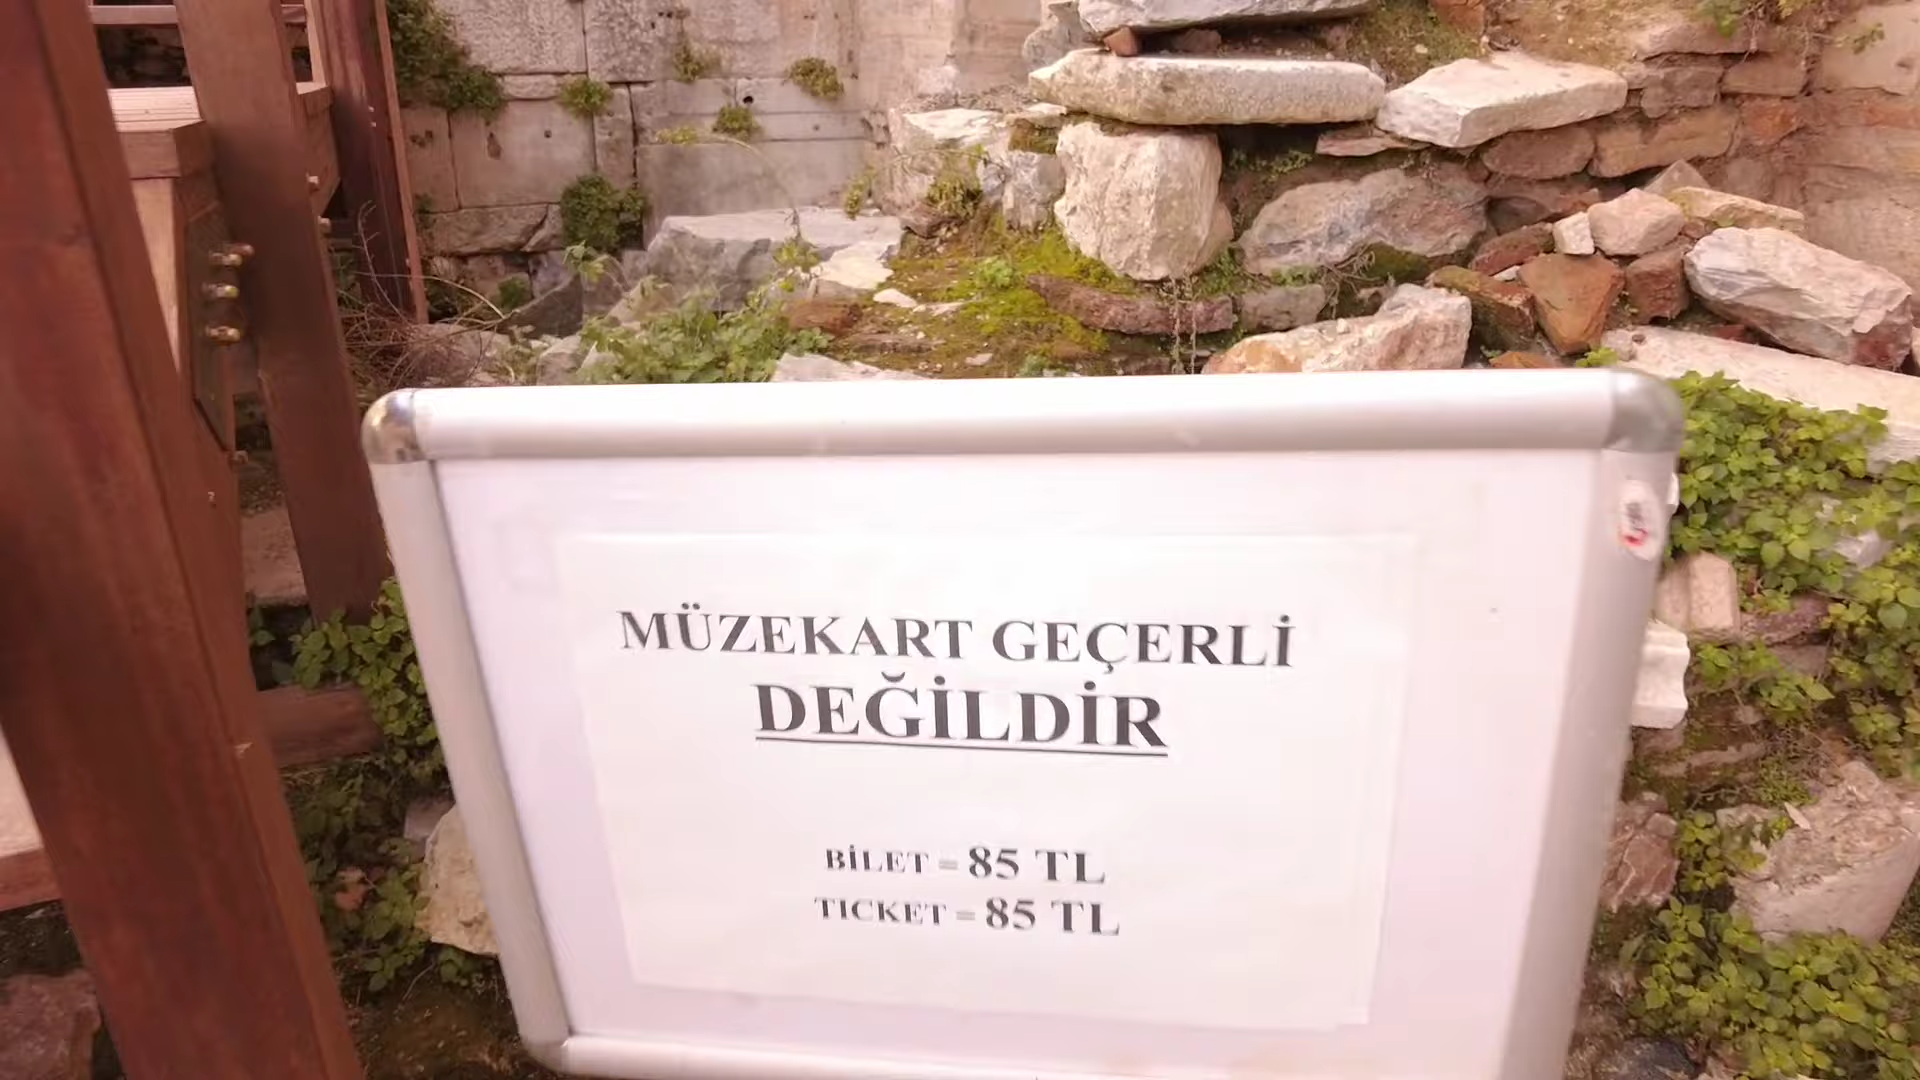 MÜZEKART GEÇERLİ
DEĞİLDİR
BİLET = 85 TL
TICKET = 85 TL